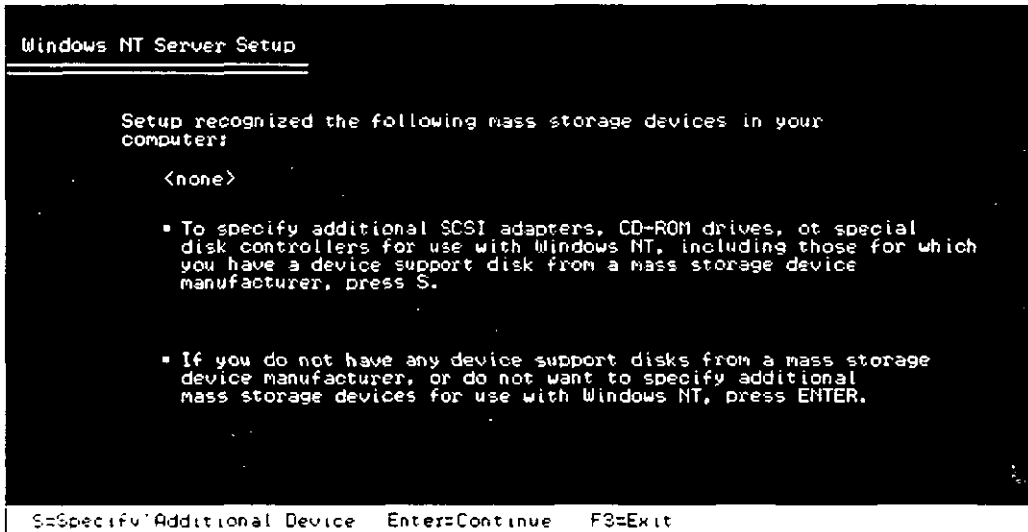 Windows NT Server Setup
Setup recognized the following mass storage devices in your
computer:
<none>
▪ To specify additional SCSI adapters, CD-ROM drives, ot special
disk controllers for use with Windows NT, including those for which
you have a device support disk from a mass storage device
manufacturer, press S.
▪ If you do not have any device support disks from a mass storage
device manufacturer, or do not want to specify additional
mass storage devices for use with Windows NT, press ENTER.
S=Specify Additional Device Enter=Continue F3=Exit